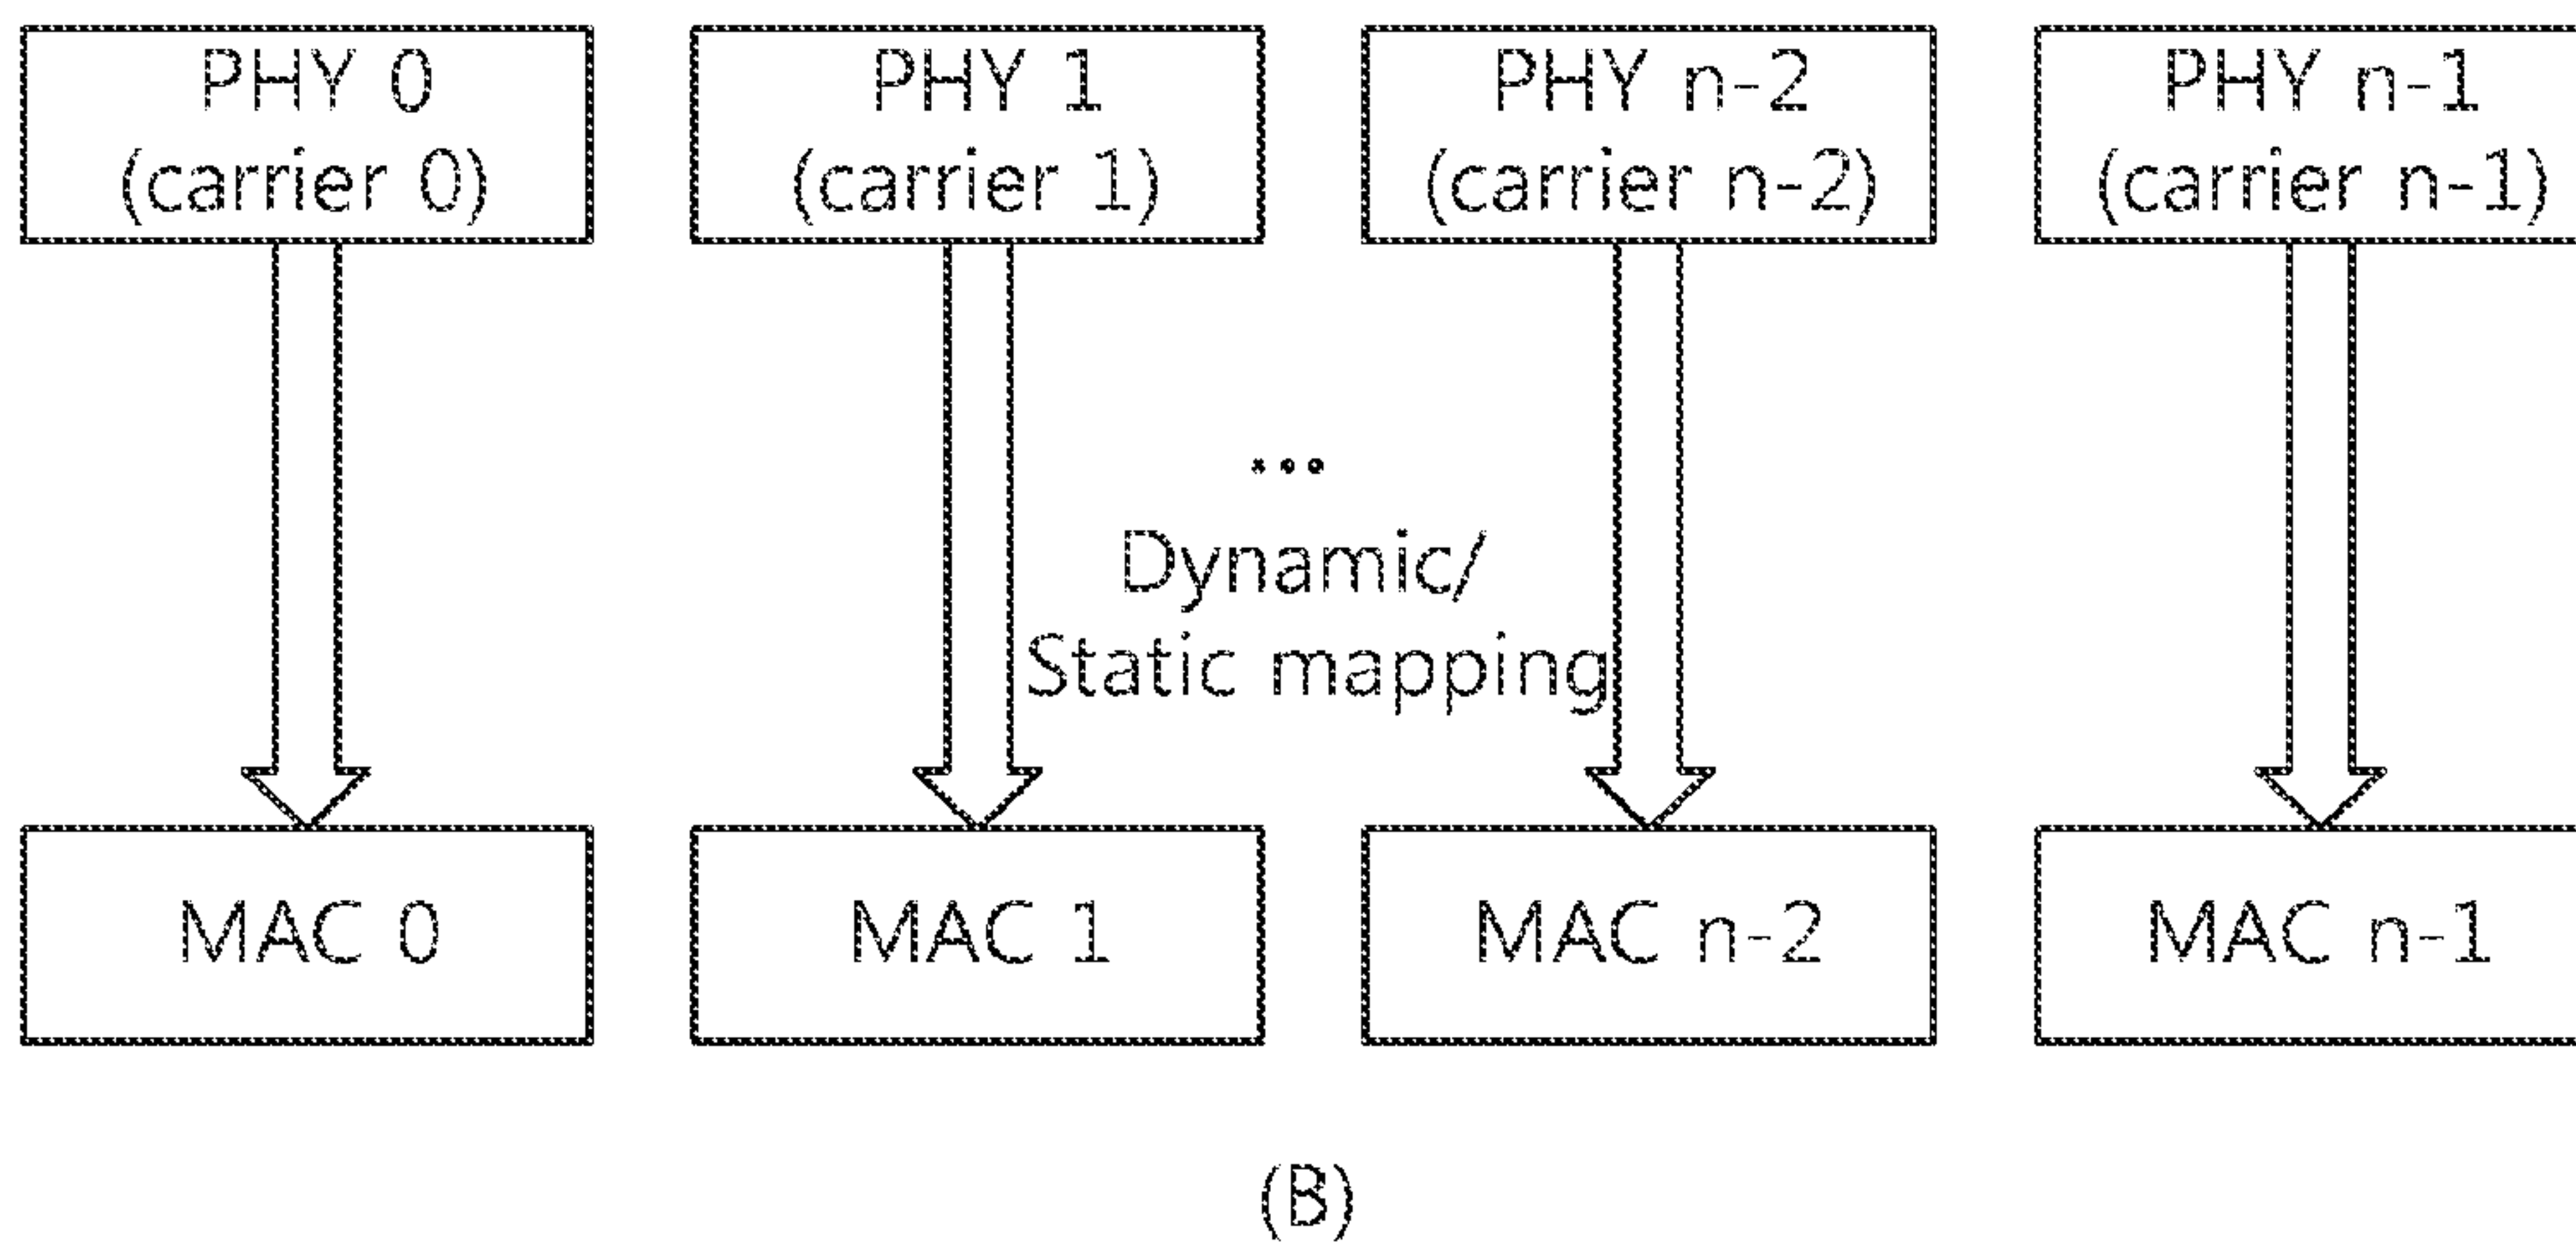 PHY 0
(carrier 0)
PHY 1
(carrier 1)
PHY n-2
(carrier n-2)
PHY n-1
(carrier n-1)
...
Dynamic/
Static mapping
MAC 0
MAC 1
MAC n-2
MAC n-1
(B)